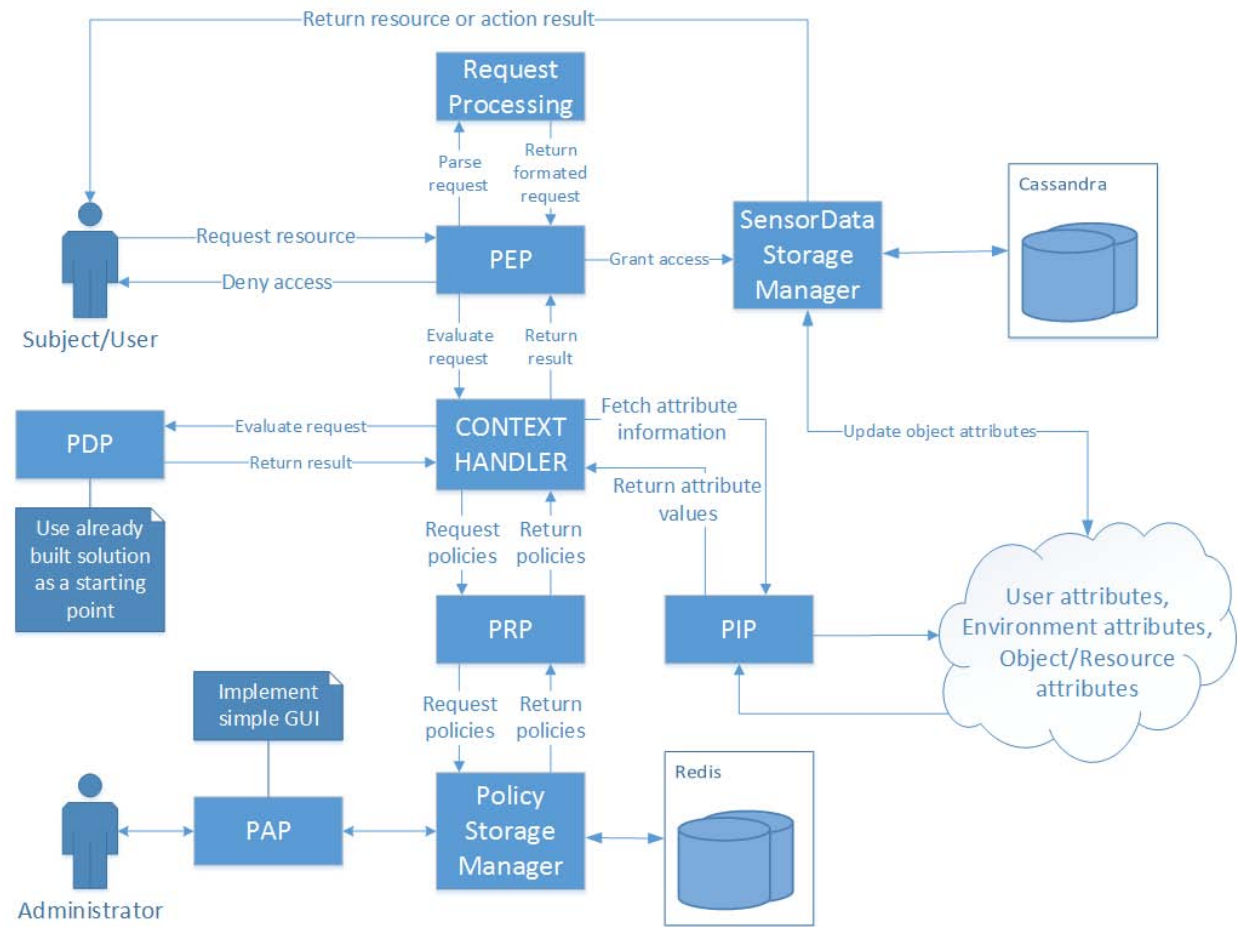 Return resource or action result
Request
Processing
Parse
request
Return
formated
request
Cassandra
SensorData
Storage
Manager
Request resource
PEP
Grant access
Deny access
Subject/User
Evaluate
request
Return
result
Fetch attribute
information
Evaluate request
CONTEXT
HANDLER
PDP
Return result
Update object attributes
Return attribute
values
Use already
built solution
as a starting
point
Request
policies
Return
policies
User attributes,
Environment attributes,
Object/Resource
attributes
PRP
PIP
Implement
simple GUI
Request
policies
Return
policies
Redis
Policy
Storage
Manager
PAP
Administrator